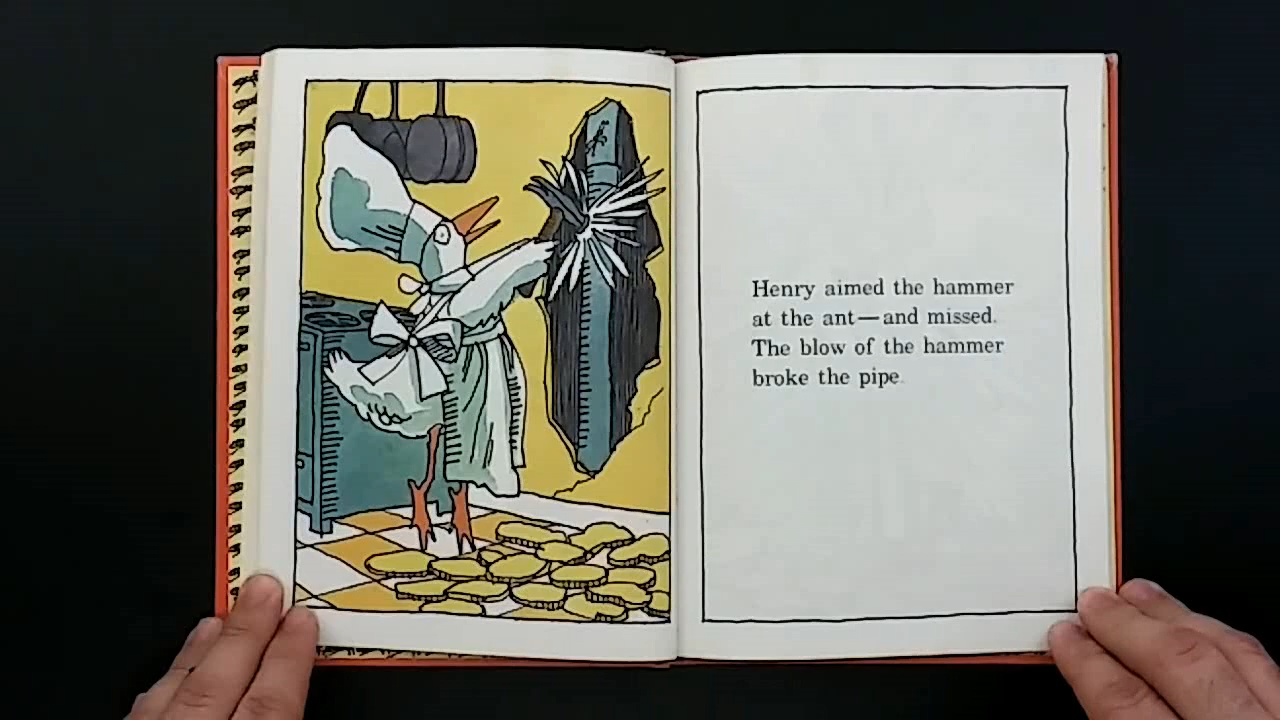 Henry aimed the hammer
at the ant—and missed.
The blow of the hammer
broke the pipe.